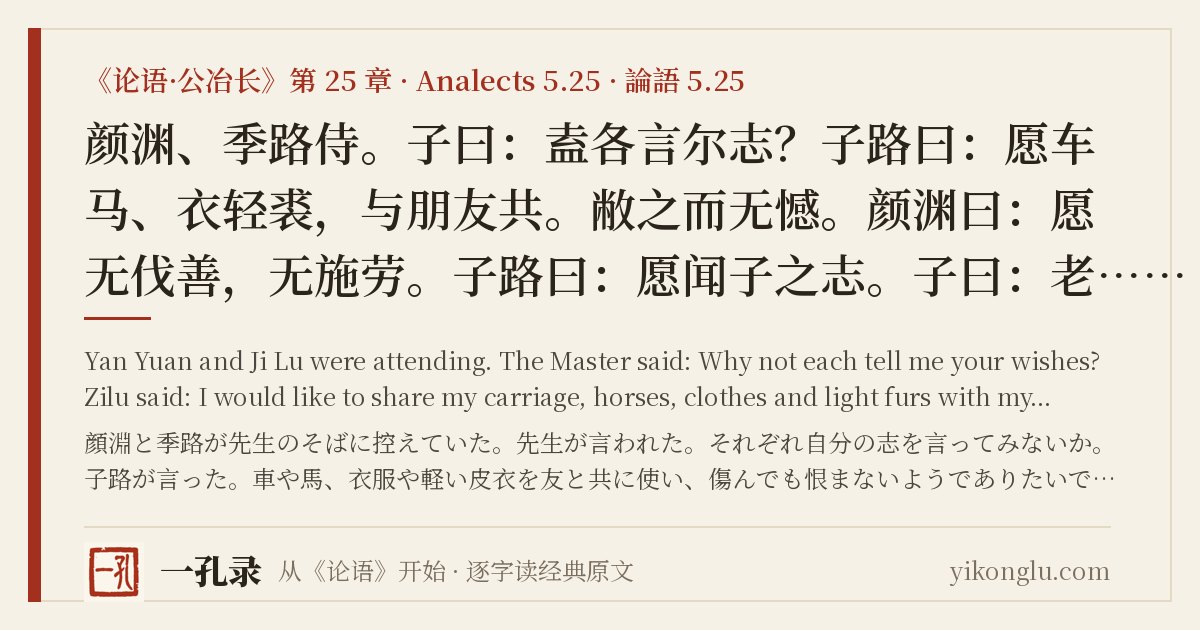 《论语·公冶长》第 25 章 · Analects 5.25 · 論語 5.25
颜渊、季路侍。子曰：盍各言尔志？子路曰：愿车
马、衣轻裘，与朋友共。敝之而无憾。颜渊曰：愿
无伐善，无施劳。子路曰：愿闻子之志。子曰：老……
Yan Yuan and Ji Lu were attending. The Master said: Why not each tell me your wishes?
Zilu said: I would like to share my carriage, horses, clothes and light furs with my…
顔淵と季路が先生のそばに控えていた。先生が言われた。それぞれ自分の志を言ってみないか。
子路が言った。車や馬、衣服や軽い皮衣を友と共に使い、傷んでも恨まないようでありたいで…
一孔
一孔录
从《论语》开始 · 逐字读经典原文
yikonglu.com